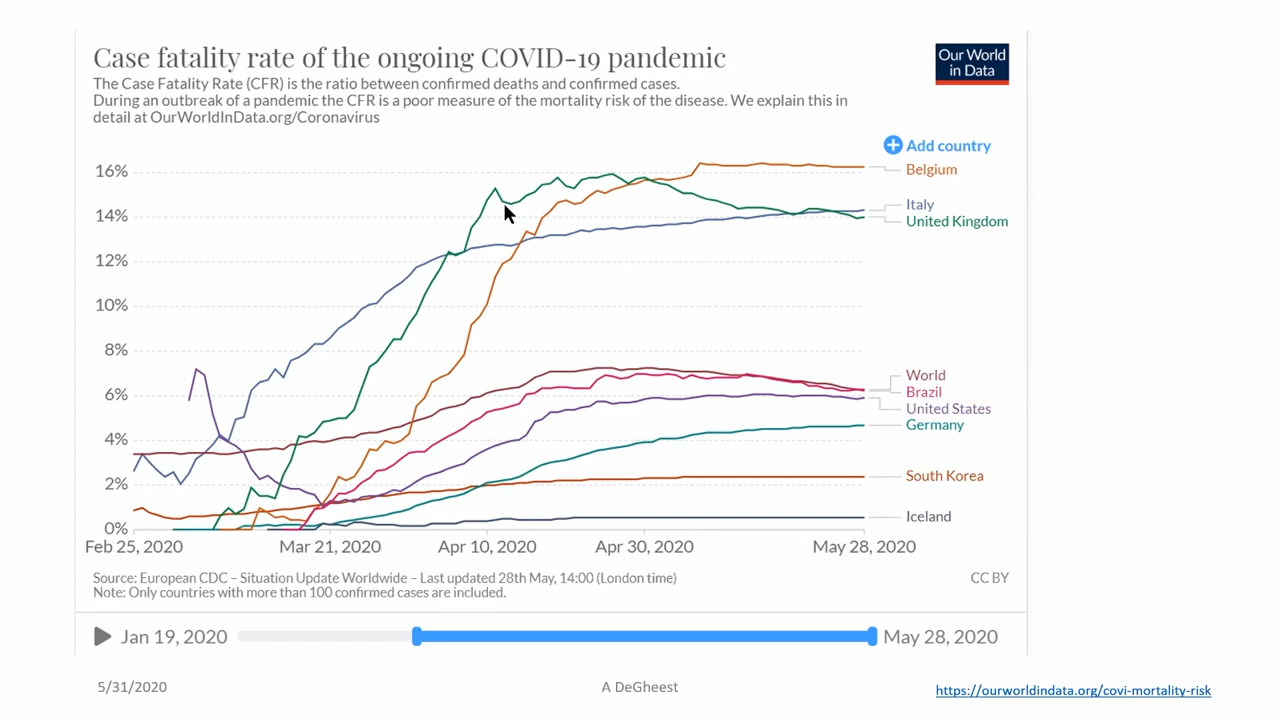 Case fatality rate of the ongoing COVID-19 pandemic
Our World
in Data
The Case Fatality Rate (CFR) is the ratio between confirmed deaths and confirmed cases.
During an outbreak of a pandemic the CFR is a poor measure of the mortality risk of the disease. We explain this in
detail at OurWorldInData.org/Coronavirus
Add country
16%
Belgium
14%
Italy
United Kingdom
12%
10%
8%
6%
World
Brazil
United States
Germany
4%
2%
South Korea
Iceland
0%
Feb 25, 2020
Mar 21, 2020
Apr 10, 2020
Apr 30, 2020
May 28, 2020
Source: European CDC – Situation Update Worldwide – Last updated 28th May, 14:00 (London time)
CC BY
Note: Only countries with more than 100 confirmed cases are included.
Jan 19, 2020
May 28, 2020
5/31/2020
A DeGheest
https://ourworldindata.org/covi-mortality-risk